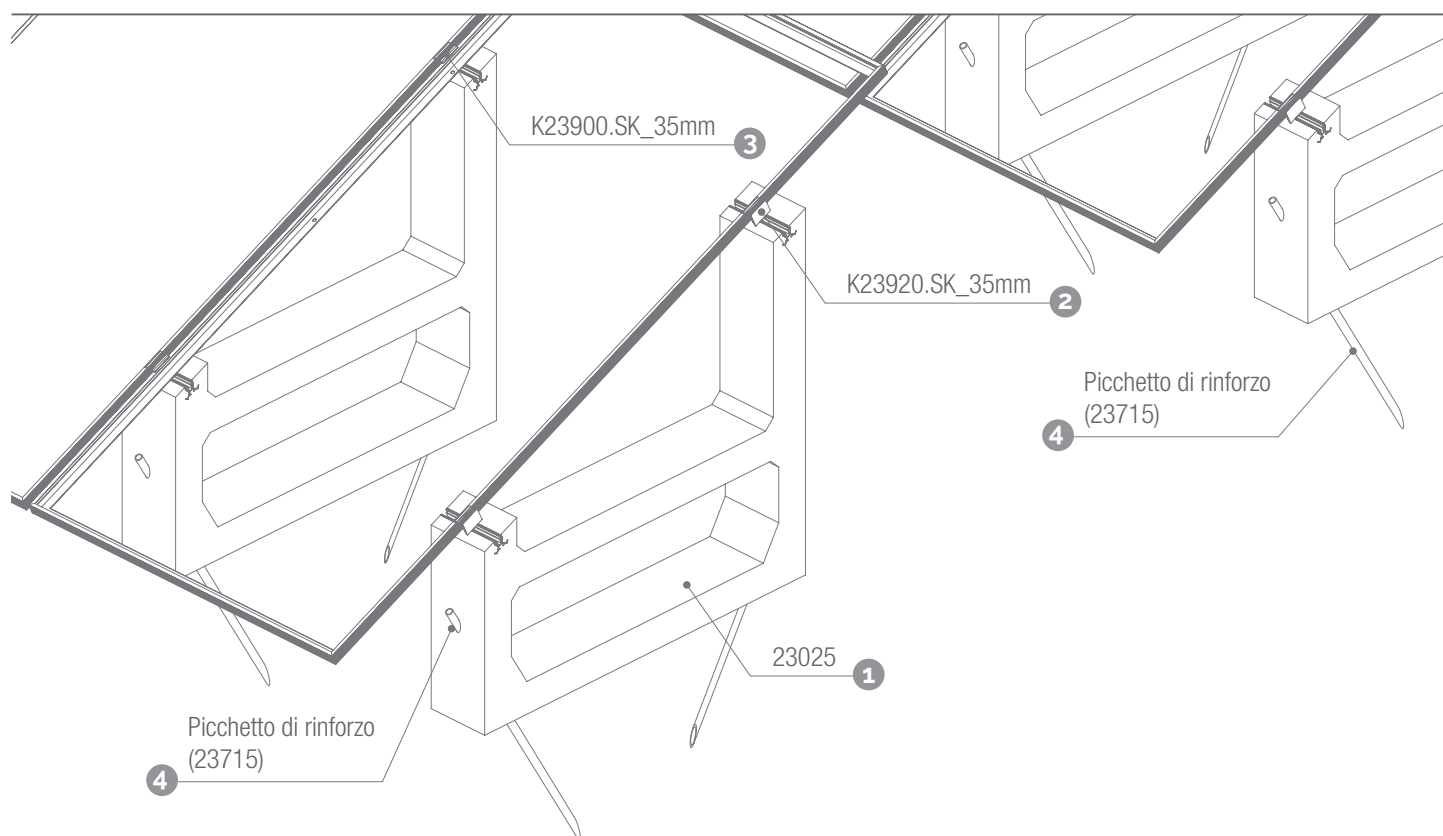 K23900.SK_35mm 3
K23920.SK_35mm 2
Picchetto di rinforzo
(23715)
4
23025 1
Picchetto di rinforzo
(23715)
4